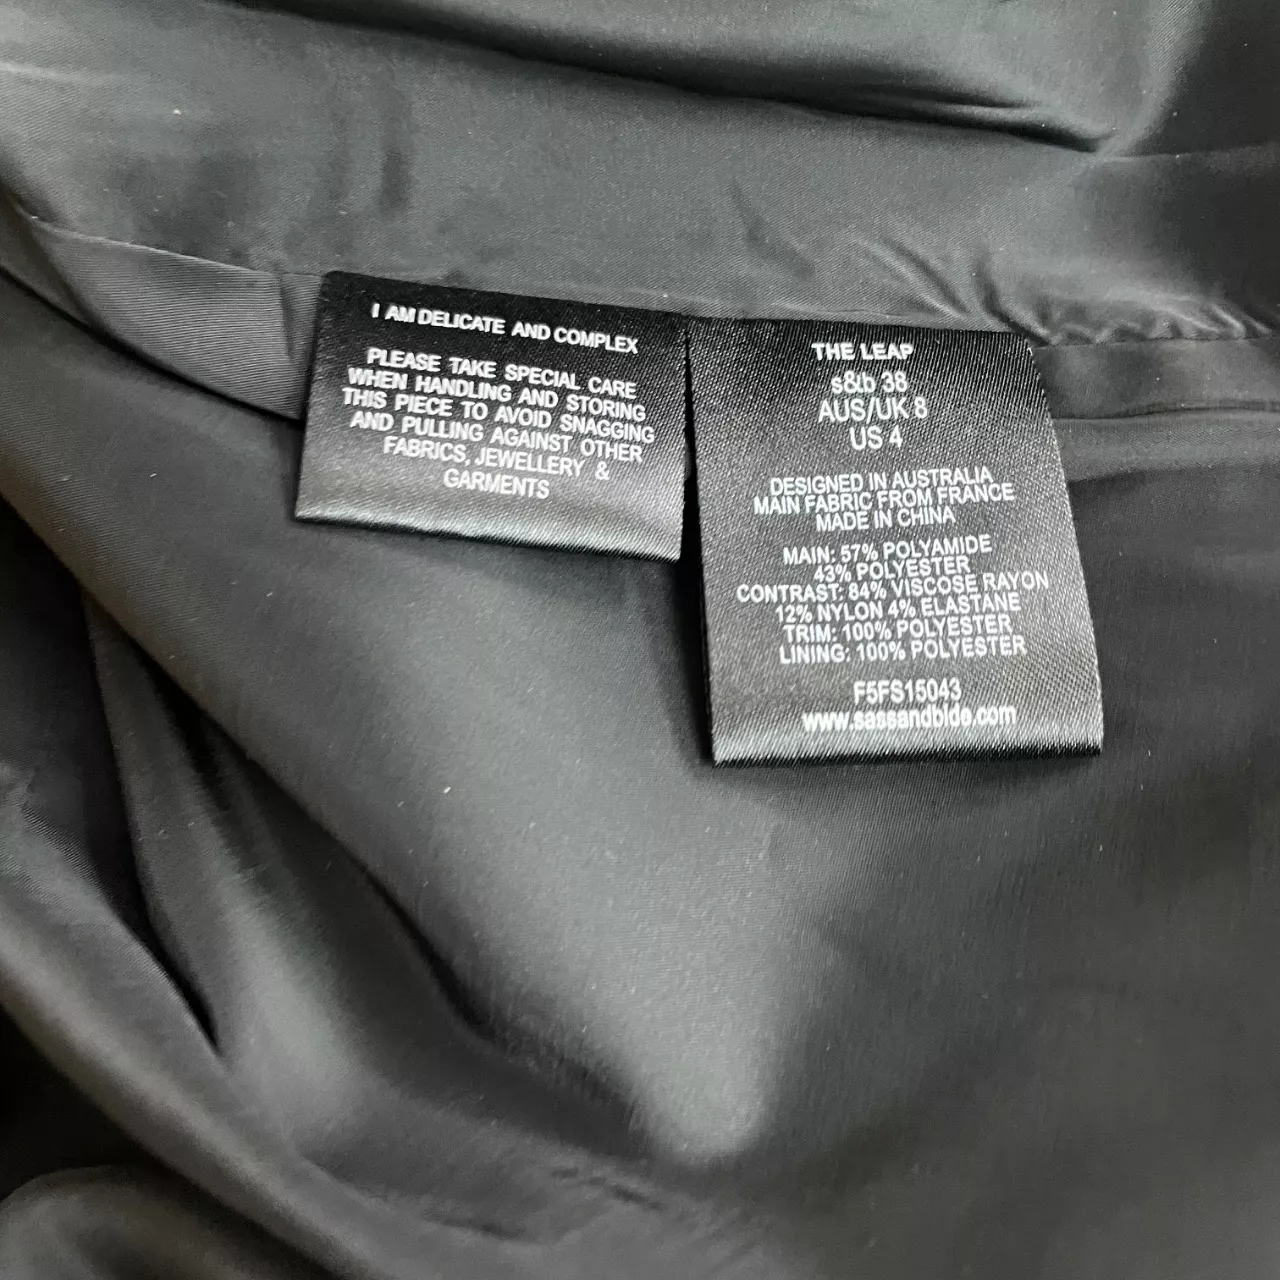 I AM DELICATE AND COMPLEX
PLEASE TAKE SPECIAL CARE
WHEN HANDLING AND STORING
THIS PIECE TO AVOID SNAGGING
AND PULLING AGAINST OTHER
FABRICS, JEWELLERY &
GARMENTS
THE LEAP
s&b 38
AUS/UK 8
US 4
DESIGNED IN AUSTRALIA
MAIN FABRIC FROM FRANCE
MADE IN CHINA
MAIN: 57% POLYAMIDE
43% POLYESTER
CONTRAST: 84% VISCOSE RAYON
12% NYLON 4% ELASTANE
TRIM: 100% POLYESTER
LINING: 100% POLYESTER
F5FS15043
www.sassandbide.com